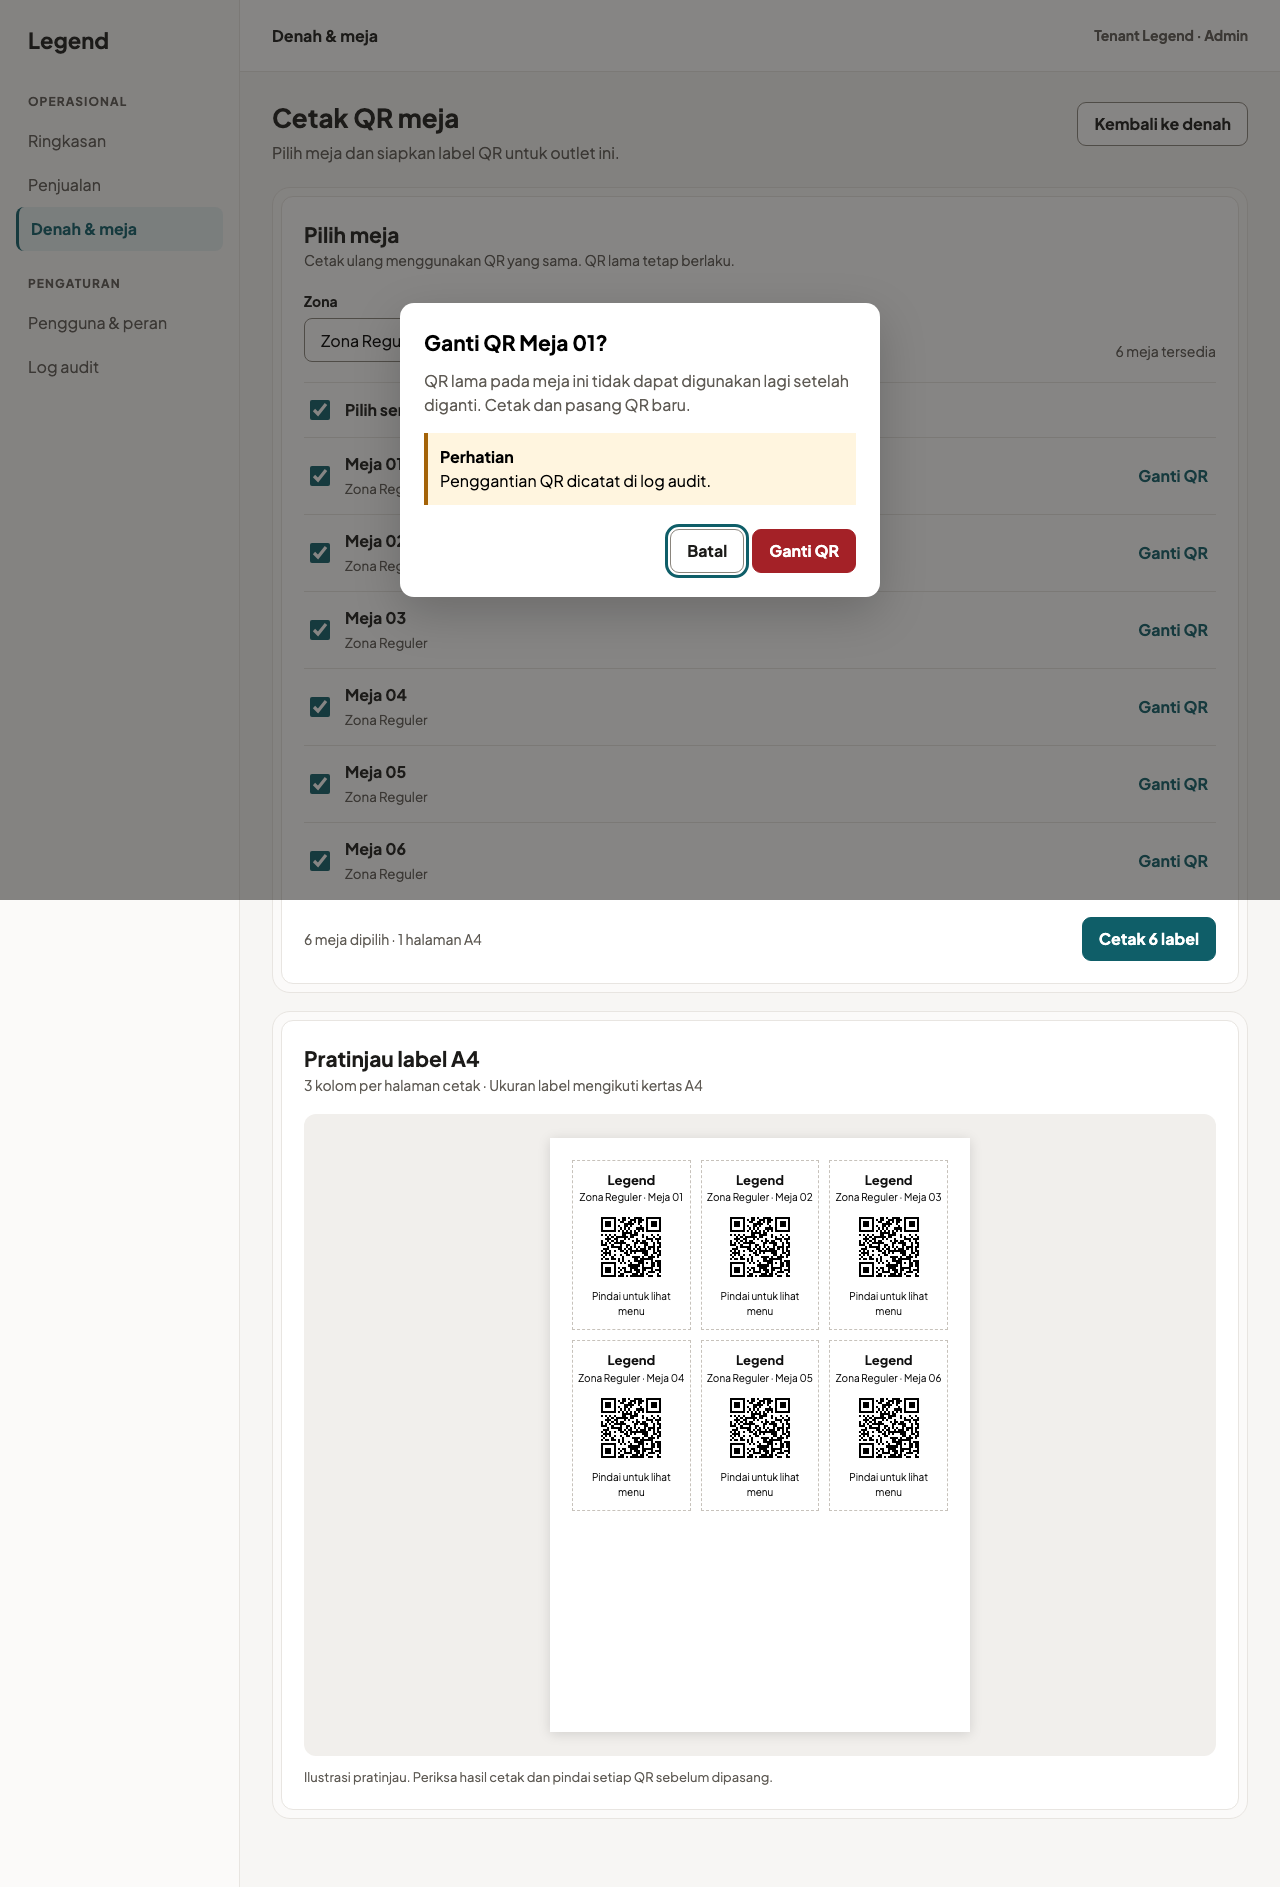 Legend
OPERASIONAL
Ringkasan
Penjualan
Denah & meja
PENGATURAN
Pengguna & peran
Log audit
Denah & meja
Tenant Legend · Admin
Cetak QR meja
Pilih meja dan siapkan label QR untuk outlet ini.
Kembali ke denah
Pilih meja
Cetak ulang menggunakan QR yang sama. QR lama tetap berlaku.
Zona
Zona Regu
6 meja tersedia
Pilih
Meja 01
Zona
Ganti QR
Meja 02
Zona
Ganti QR
Meja 03
Zona Reguler
Ganti QR
Meja 04
Zona Reguler
Ganti QR
Meja 05
Zona Reguler
Ganti QR
Meja 06
Zona Reguler
Ganti QR
Ganti QR Meja 01?
QR lama pada meja ini tidak dapat digunakan lagi setelah
diganti. Cetak dan pasang QR baru.
Perhatian
Penggantian QR dicatat di log audit.
Batal
Ganti QR
6 meja dipilih · 1 halaman A4
Cetak 6 label
Pratinjau label A4
3 kolom per halaman cetak · Ukuran label mengikuti kertas A4
Legend
Zona Reguler · Meja 01
Pindai untuk lihat
menu
Legend
Zona Reguler · Meja 02
Pindai untuk lihat
menu
Legend
Zona Reguler · Meja 03
Pindai untuk lihat
menu
Legend
Zona Reguler · Meja 04
Pindai untuk lihat
menu
Legend
Zona Reguler · Meja 05
Pindai untuk lihat
menu
Legend
Zona Reguler · Meja 06
Pindai untuk lihat
menu
Ilustrasi pratinjau. Periksa hasil cetak dan pindai setiap QR sebelum dipasang.